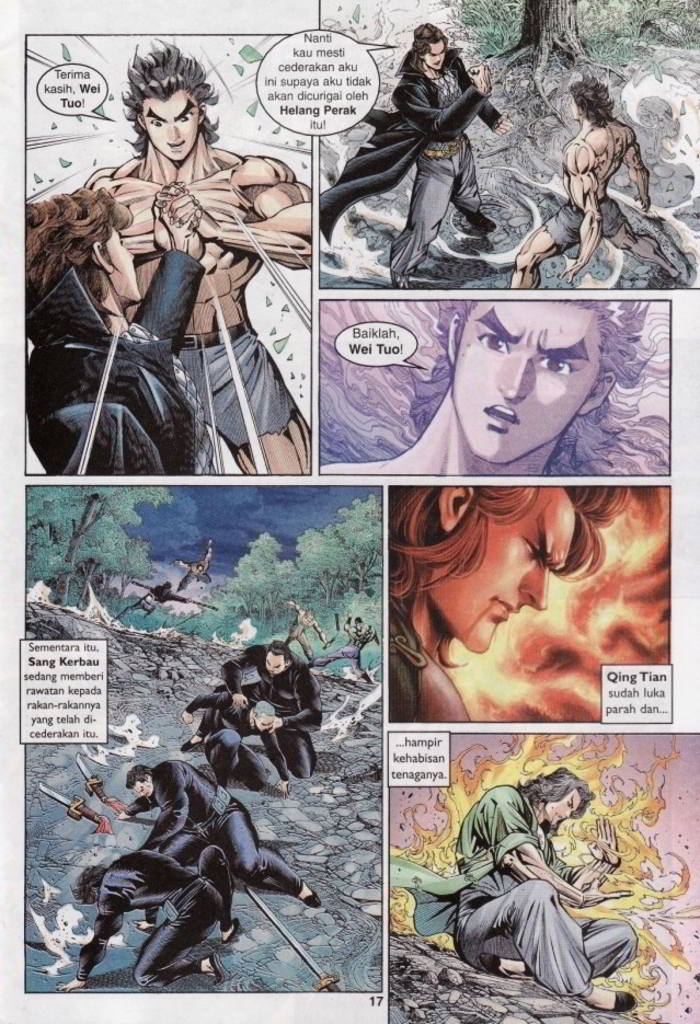 Terima
kasih, Wei
Tuo!
Nanti
kau mesti
cederakan aku
ini supaya aku tidak
akan dicurigai oleh
Helang Perak
itu!
Baiklah,
Wei Tuo!
Sementara itu,
Sang Kerbau
sedang memberi
rawatan kepada
rakan-rakannya
yang telah di-
cederakan itu.
Qing Tian
sudah luka
parah dan...
...hampir
kehabisan
tenaganya.
17